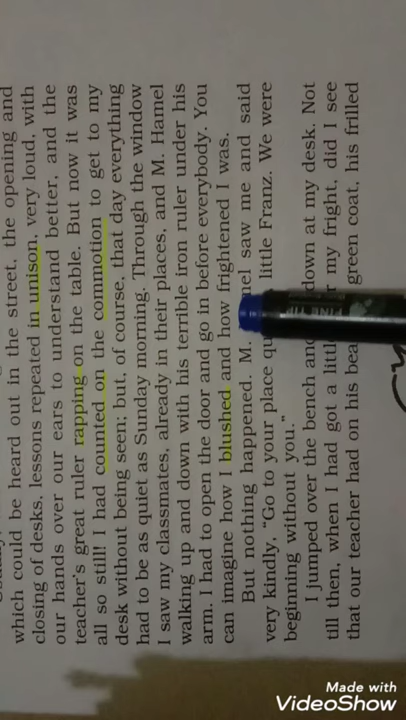 which could be heard out in the street, the opening and
closing of desks, lessons repeated in unison, very loud, with
our hands over our ears to understand better, and the
teacher's great ruler rapping on the table. But now it was
all so still! I had counted on the commotion to get to my
desk without being seen; but, of course, that day everything
had to be as quiet as Sunday morning. Through the window
I saw my classmates, already in their places, and M. Hamel
walking up and down with his terrible iron ruler under his
arm. I had to open the door and go in before everybody. You
can imagine how I blushed and how frightened I was.
But nothing happened. M. mel saw me and said
very kindly, “Go to your place qu little Franz. We were
beginning without you.”
I jumped over the bench and down at my desk. Not
till then, when I had got a littl r my fright, did I see
that our teacher had on his bea green coat, his frilled
FINE TIP
Made with
VideoShow